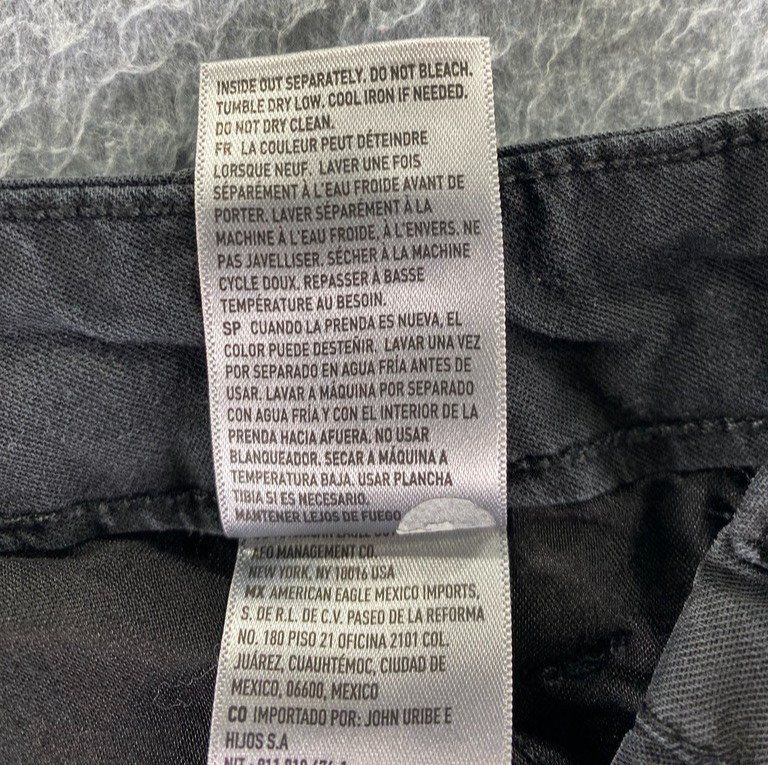 INSIDE OUT SEPARATELY. DO NOT BLEACH.
TUMBLE DRY LOW. COOL IRON IF NEEDED.
DO NOT DRY CLEAN.
FR LA COULEUR PEUT DÉTEINDRE
LORSQUE NEUF. LAVER UNE FOIS
SÉPARÉMENT À L'EAU FROIDE AVANT DE
PORTER. LAVER SÉPARÉMENT À LA
MACHINE À L'EAU FROIDE, À L'ENVERS. NE
PAS JAVELLISER. SÉCHER À LA MACHINE
CYCLE DOUX. REPASSER À BASSE
TEMPÉRATURE AU BESOIN.
SP CUANDO LA PRENDA ES NUEVA, EL
COLOR PUEDE DESTEÑIR. LAVAR UNA VEZ
POR SEPARADO EN AGUA FRÍA ANTES DE
USAR. LAVAR A MÁQUINA POR SEPARADO
CON AGUA FRÍA Y CON EL INTERIOR DE LA
PRENDA HACIA AFUERA. NO USAR
BLANQUEADOR. SECAR A MÁQUINA A
TEMPERATURA BAJA. USAR PLANCHA
TIBIA SI ES NECESARIO.
MANTENER LEJOS DE FUEGO
AEO MANAGEMENT CO.
NEW YORK, NY 10016 USA
MX AMERICAN EAGLE MEXICO IMPORTS,
S. DE R.L. DE C.V. PASEO DE LA REFORMA
NO. 180 PISO 21 OFICINA 2101 COL.
JUÁREZ, CUAUHTÉMOC, CIUDAD DE
MEXICO, 06600, MEXICO
CO IMPORTADO POR: JOHN URIBE E
HIJOS S.A